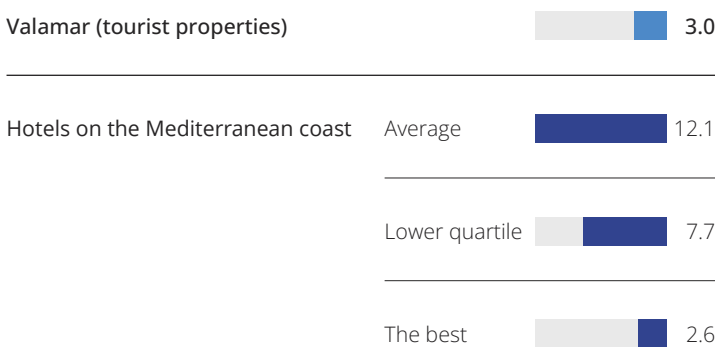 Valamar (tourist properties) 3.0
Hotels on the Mediterranean coast Average 12.1
Lower quartile 7.7
The best 2.6